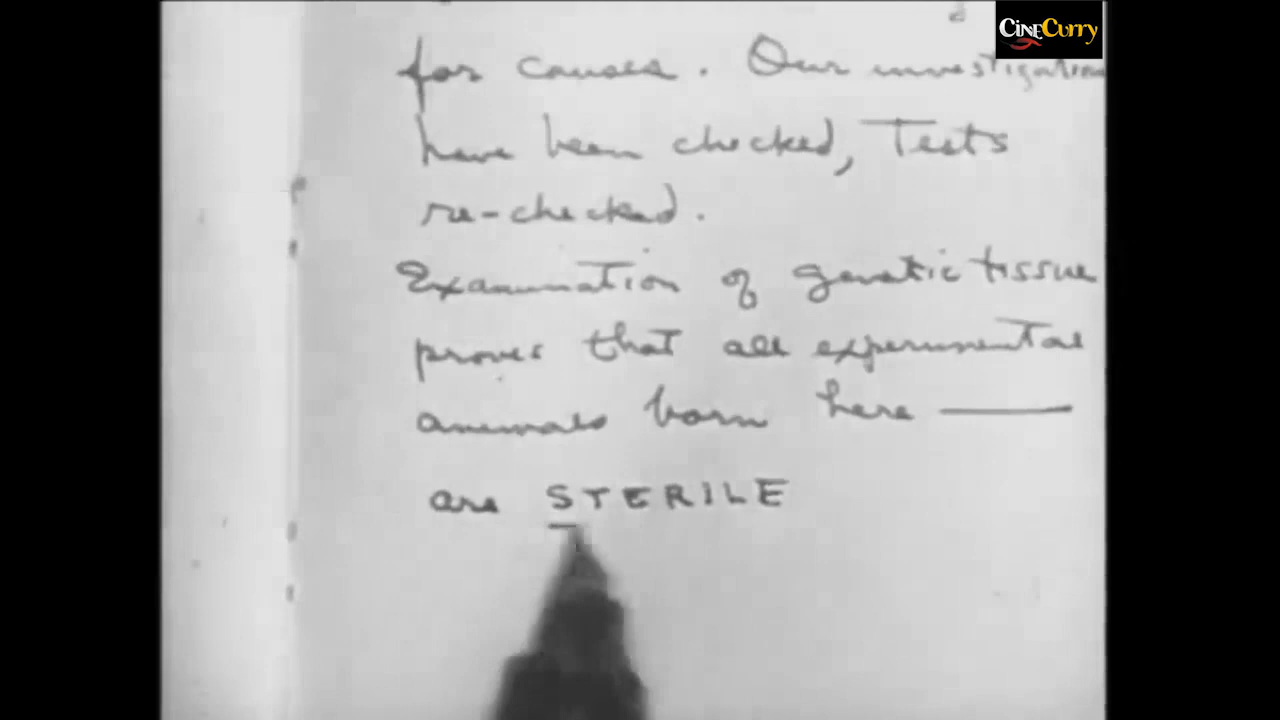 CINECURRY
for causes. Our investigations
have been checked, Tests
re-checked.
Examination of genetic tissue
proves that all experimental
animals born here —
are STERILE